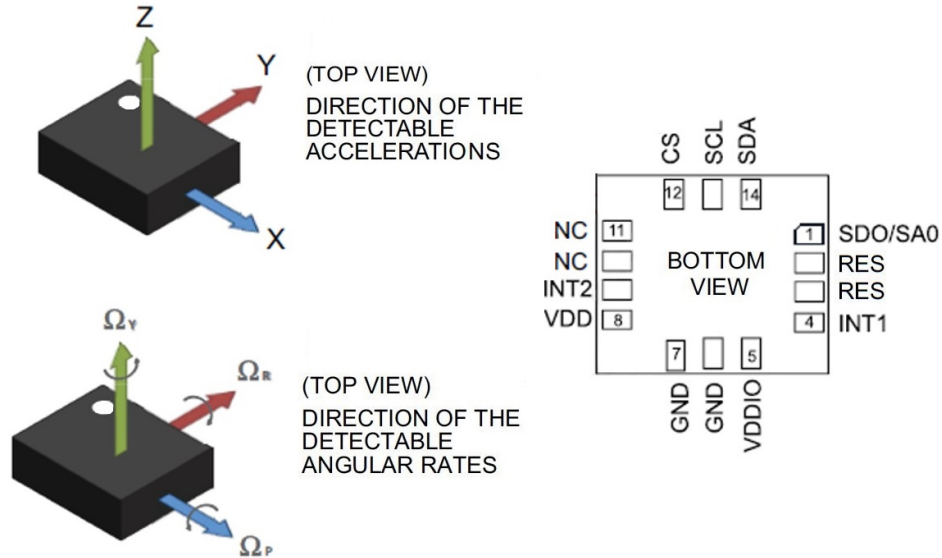 Z
Y
X
(TOP VIEW)
DIRECTION OF THE
DETECTABLE
ACCELERATIONS
ΩY
ΩR
ΩP
(TOP VIEW)
DIRECTION OF THE
DETECTABLE
ANGULAR RATES
CS
SCL
SDA
12
14
NC
11
1
SDO/SA0
NC
BOTTOM
VIEW
RES
INT2
RES
VDD
8
4
INT1
7
5
GND
GND
VDDIO